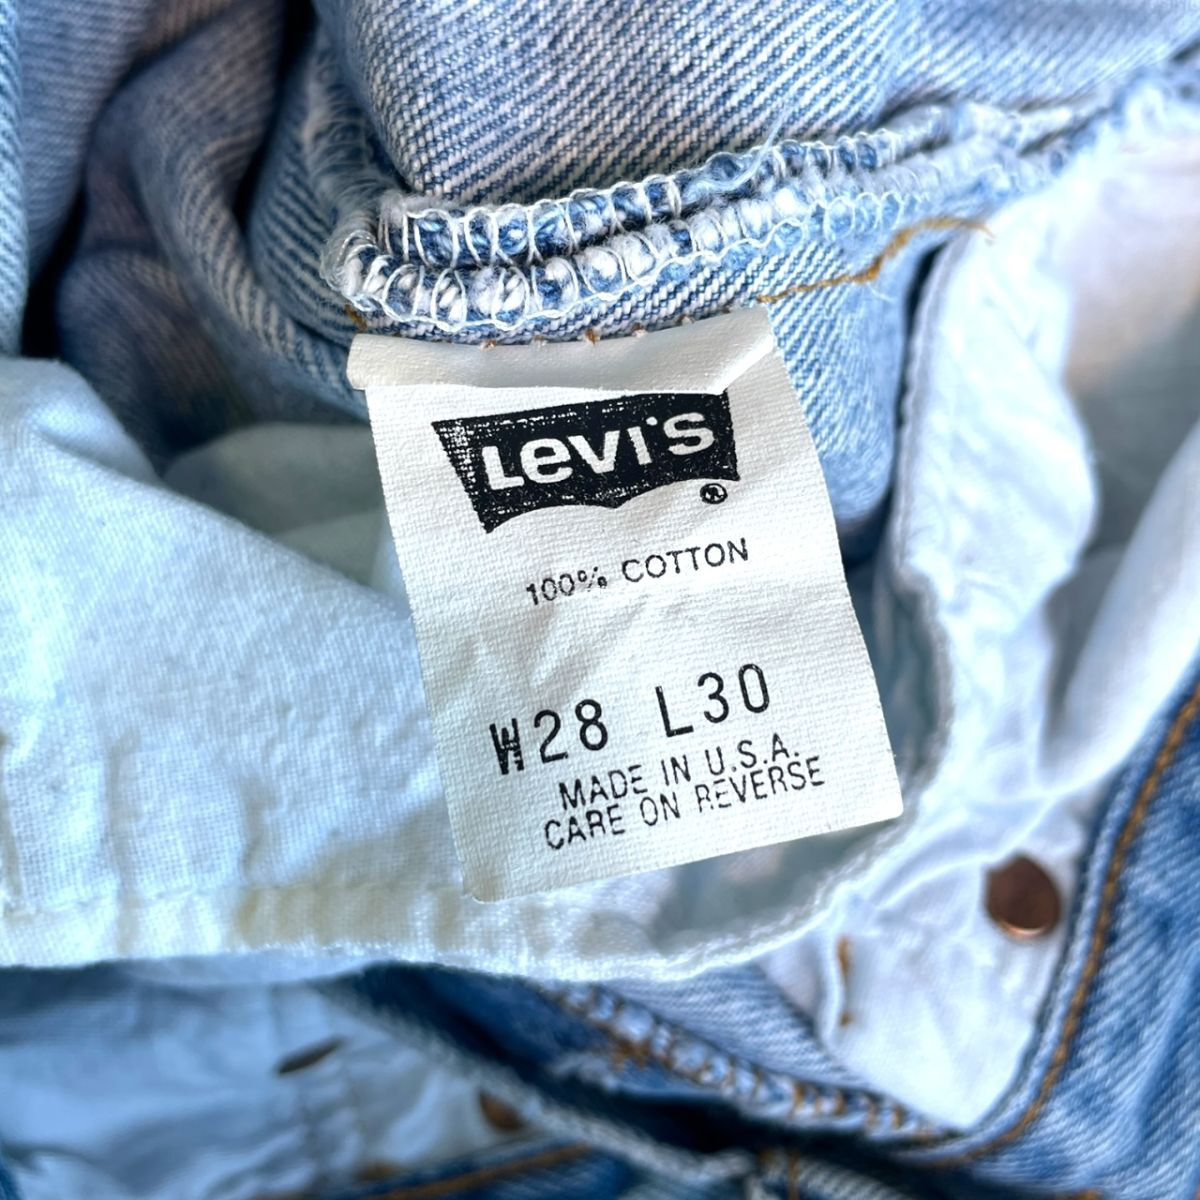 Levi's
®
100% COTTON
W28 L30
MADE IN U.S.A.
CARE ON REVERSE